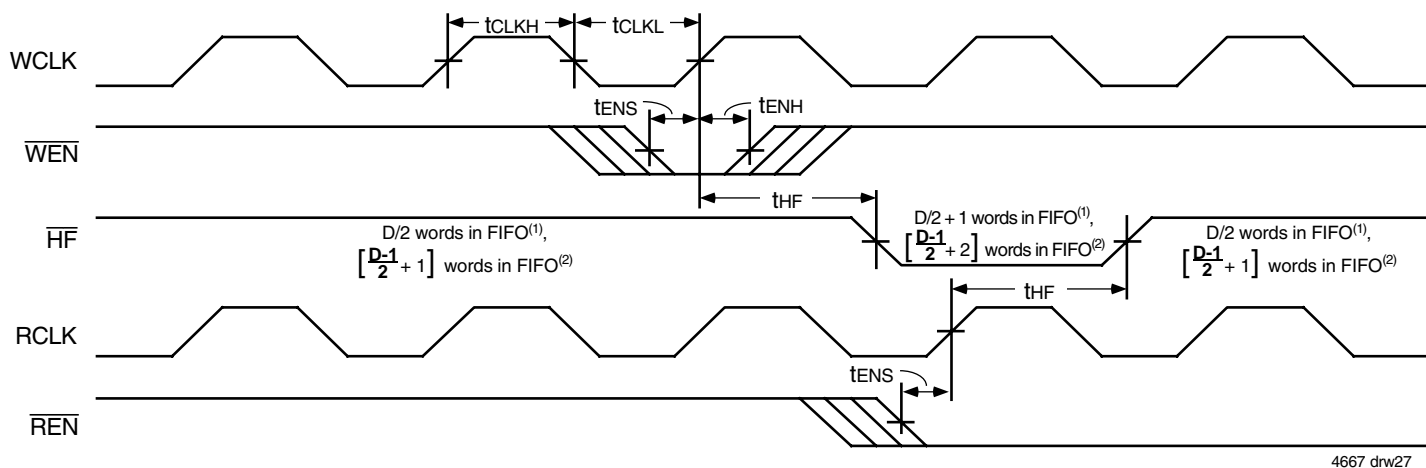 tCLKH
tCLKL
WCLK
tENS
tENH
WEN
tHF
HF
D/2 words in FIFO(1),
[D-1/2 + 1] words in FIFO(2)
D/2 + 1 words in FIFO(1),
[D-1/2 + 2] words in FIFO(2)
D/2 words in FIFO(1),
[D-1/2 + 1] words in FIFO(2)
tHF
RCLK
tENS
REN
4667 drw27